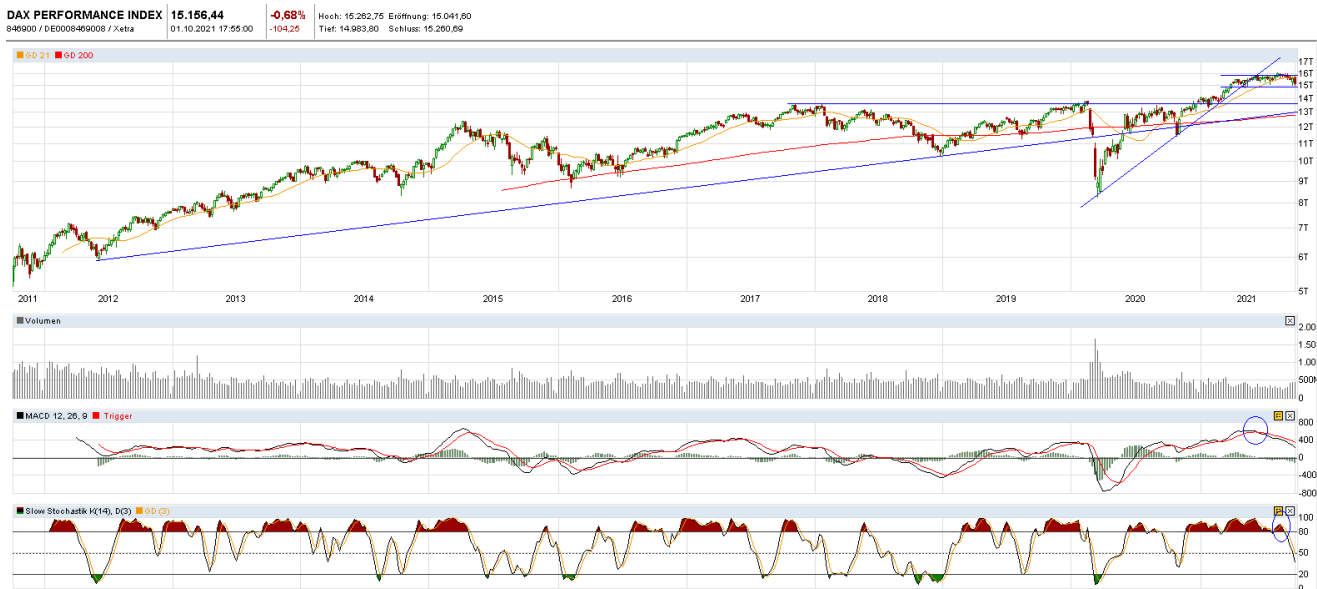 DAX PERFORMANCE INDEX 15.156,44 -0,68% Hoch: 15.262,75 Eröffnung: 15.041,60
846900 / DE0008469008 / Xetra 01.10.2021 17:55:00 -104,25 Tief: 14.983,80 Schluss: 15.260,69
GD 21 GD 200
17T
16T
15T
14T
13T
12T
11T
10T
9T
8T
7T
6T
5T
2011 2012 2013 2014 2015 2016 2017 2018 2019 2020 2021
Volumen
2.00
1.50
1.00
500M
0
MACD 12, 26, 9 Trigger
800
400
0
-400
-800
Slow Stochastik K(14), D(3) GD (3)
100
80
50
20
0